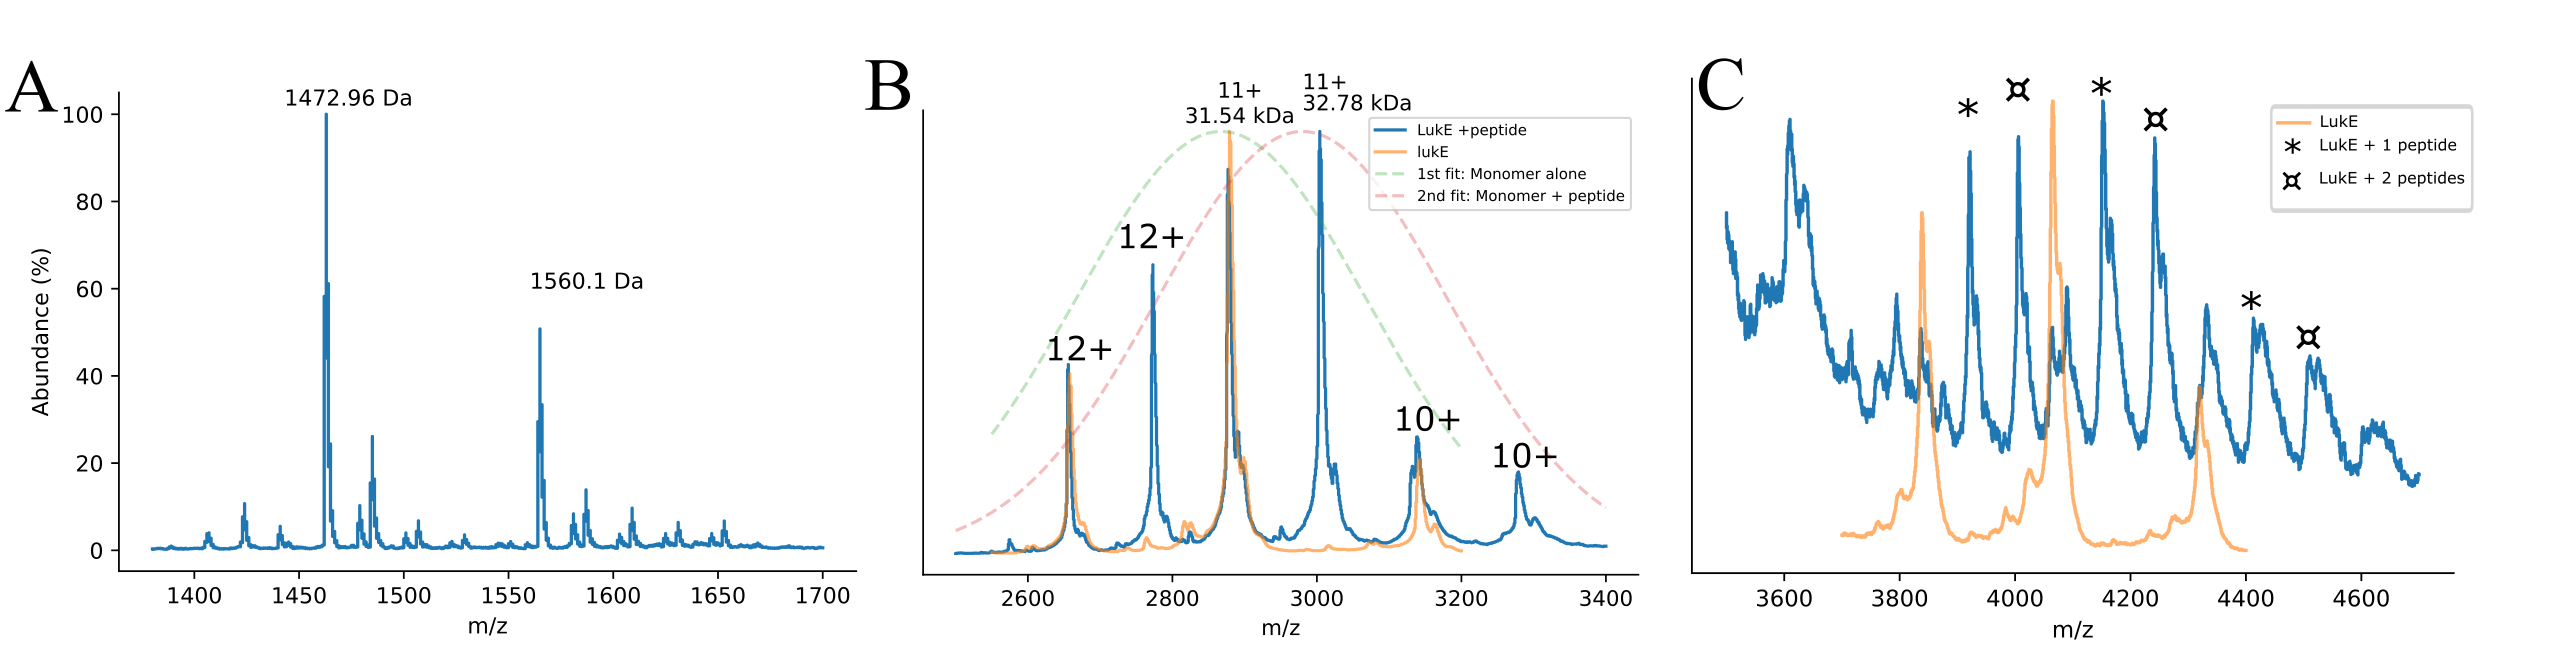 A
1472.96 Da
1560.1 Da
Abundance (%)
100
80
60
40
20
0
1400 1450 1500 1550 1600 1650 1700
m/z
B
11+
31.54 kDa
11+
32.78 kDa
12+
12+
10+
10+
LukE +peptide
lukE
1st fit: Monomer alone
2nd fit: Monomer + peptide
2600 2800 3000 3200 3400
m/z
C
LukE
LukE + 1 peptide
LukE + 2 peptides
3600 3800 4000 4200 4400 4600
m/z